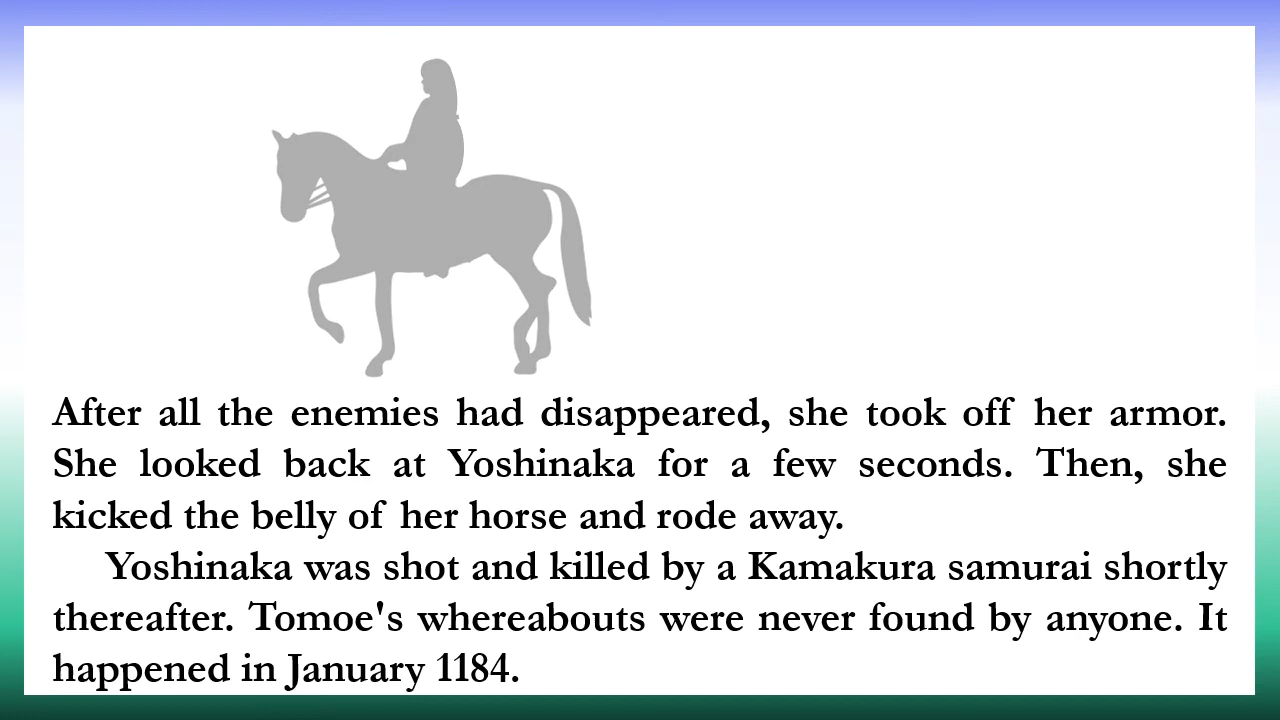 After all the enemies had disappeared, she took off her armor.
She looked back at Yoshinaka for a few seconds. Then, she
kicked the belly of her horse and rode away.
Yoshinaka was shot and killed by a Kamakura samurai shortly
thereafter. Tomoe's whereabouts were never found by anyone. It
happened in January 1184.